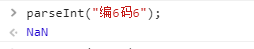 > parseInt("编6码6");
< NaN